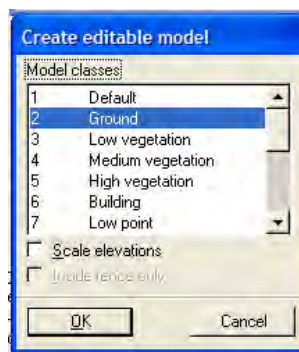 Create editable model
Model classes
1 Default
2 Ground
3 Low vegetation
4 Medium vegetation
5 High vegetation
6 Building
7 Low point
Scale elevations
Inside fence only
OK Cancel